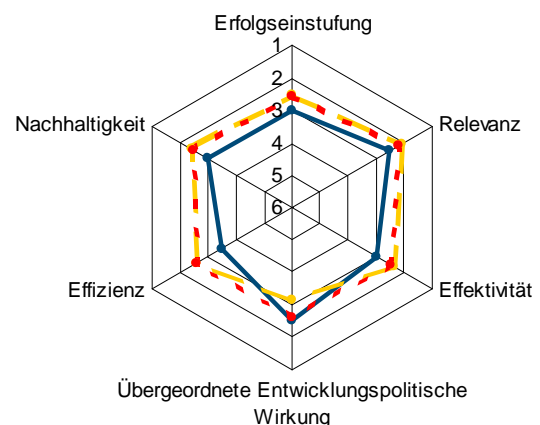 Erfolgseinstufung
1
2
3
Nachhaltigkeit
Relevanz
4
5
6
Effizienz
Effektivität
Übergeordnete Entwicklungspolitische
Wirkung